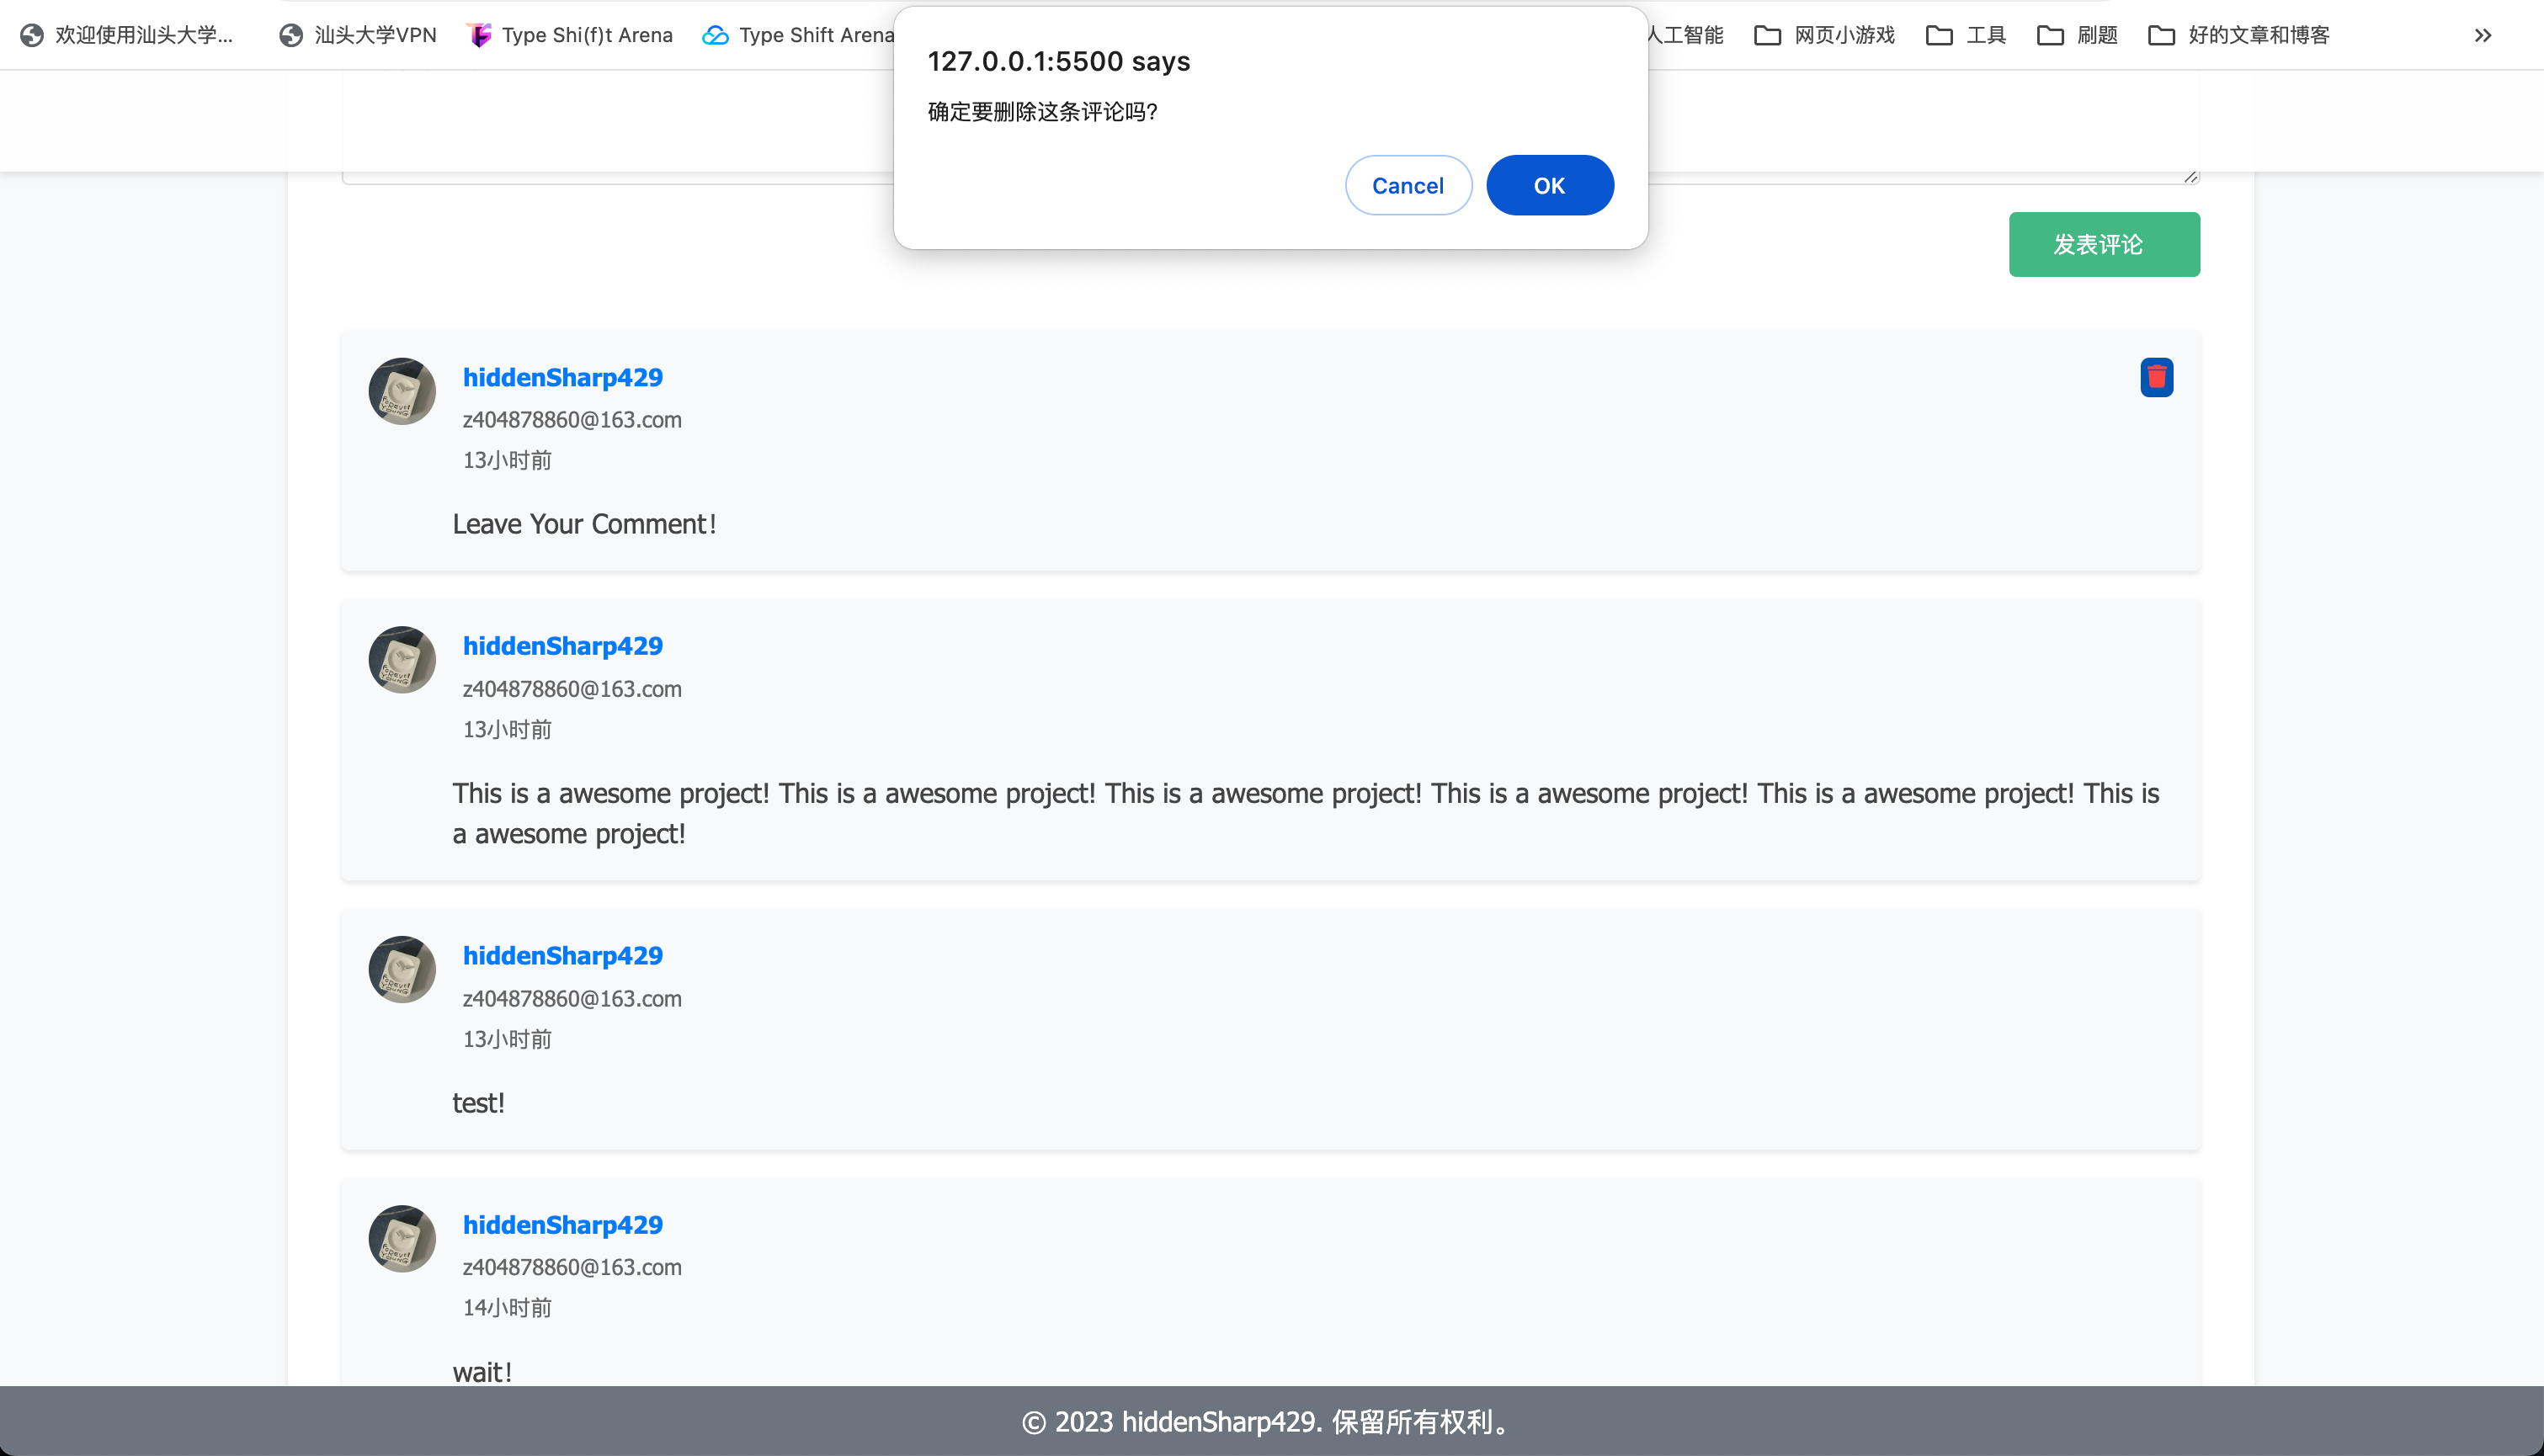 欢迎使用汕头大学...
汕头大学VPN
Type Shi(f)t Arena
Type Shift Arena
人工智能
网页小游戏
工具
刷题
好的文章和博客
127.0.0.1:5500 says
确定要删除这条评论吗?
Cancel
OK
发表评论
hiddenSharp429
z404878860@163.com
13小时前
Leave Your Comment!
hiddenSharp429
z404878860@163.com
13小时前
This is a awesome project! This is a awesome project! This is a awesome project! This is a awesome project! This is a awesome project! This is
a awesome project!
hiddenSharp429
z404878860@163.com
13小时前
test!
hiddenSharp429
z404878860@163.com
14小时前
wait!
© 2023 hiddenSharp429. 保留所有权利。